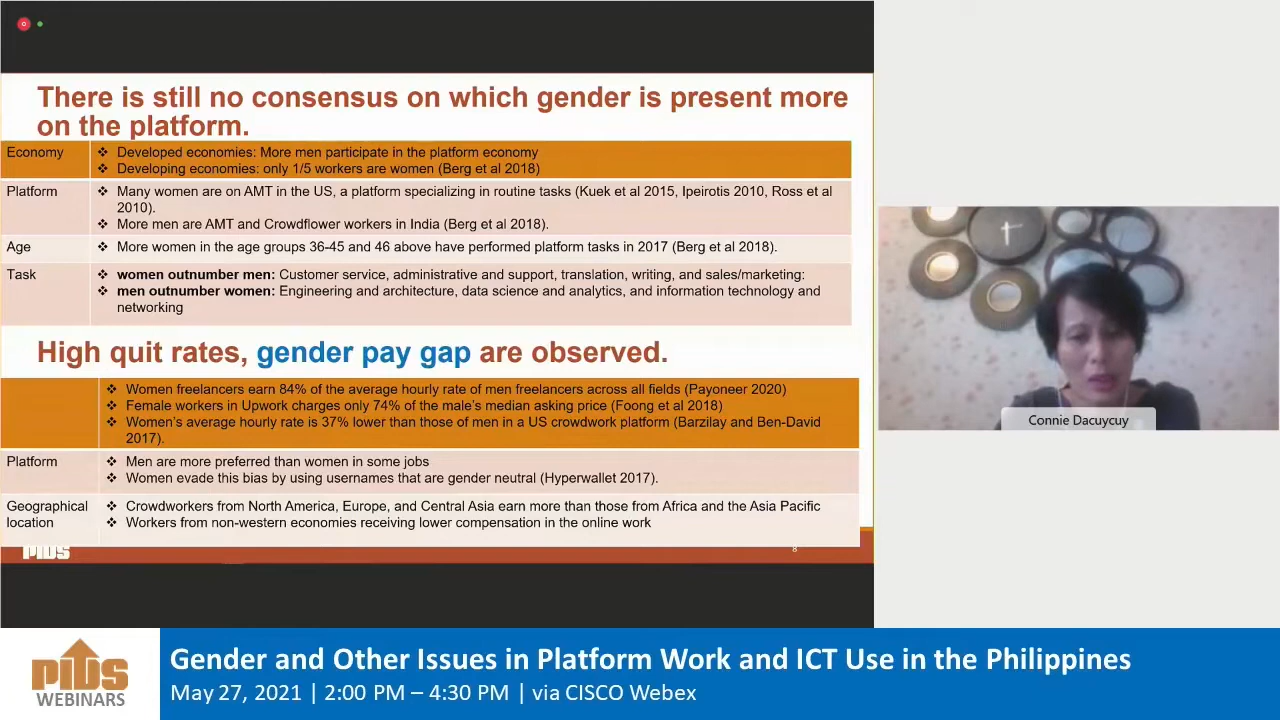 There is still no consensus on which gender is present more
on the platform.
Economy
❖ Developed economies: More men participate in the platform economy
❖ Developing economies: only 1/5 workers are women (Berg et al 2018)
Platform
❖ Many women are on AMT in the US, a platform specializing in routine tasks (Kuek et al 2015, Ipeirotis 2010, Ross et al
2010).
❖ More men are AMT and Crowdflower workers in India (Berg et al 2018).
Age
❖ More women in the age groups 36-45 and 46 above have performed platform tasks in 2017 (Berg et al 2018).
Task
❖ women outnumber men: Customer service, administrative and support, translation, writing, and sales/marketing:
❖ men outnumber women: Engineering and architecture, data science and analytics, and information technology and
networking
High quit rates, gender pay gap are observed.
❖ Women freelancers earn 84% of the average hourly rate of men freelancers across all fields (Payoneer 2020)
❖ Female workers in Upwork charges only 74% of the male's median asking price (Foong et al 2018)
❖ Women's average hourly rate is 37% lower than those of men in a US crowdwork platform (Barzilay and Ben-David
2017).
Platform
❖ Men are more preferred than women in some jobs
❖ Women evade this bias by using usernames that are gender neutral (Hyperwallet 2017).
Geographical
location
❖ Crowdworkers from North America, Europe, and Central Asia earn more than those from Africa and the Asia Pacific
❖ Workers from non-western economies receiving lower compensation in the online work
PIDS
8
Connie Dacuycuy
PIDS
WEBINARS
Gender and Other Issues in Platform Work and ICT Use in the Philippines
May 27, 2021 | 2:00 PM – 4:30 PM | via CISCO Webex